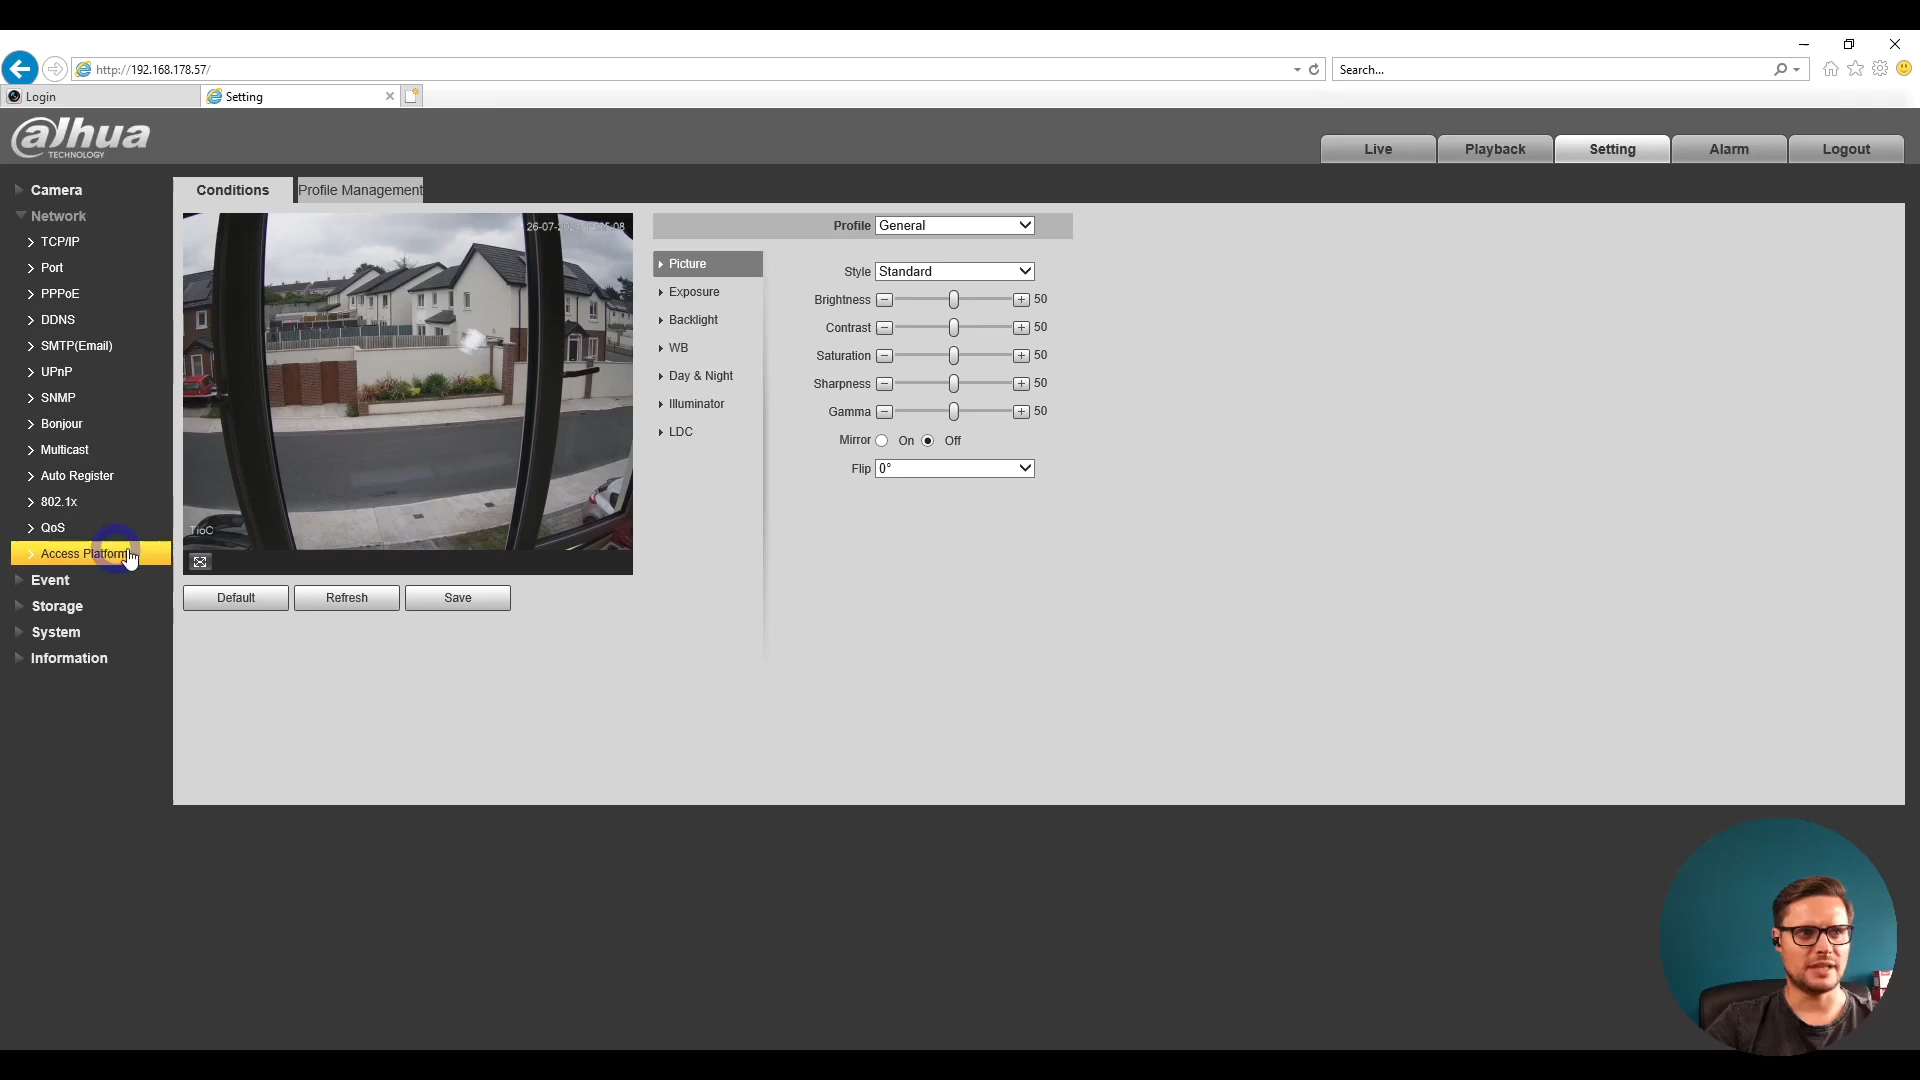 http://192.168.178.57/
Search...
Login
Setting
alhua
TECHNOLOGY
Live
Playback
Setting
Alarm
Logout
Camera
Network
TCP/IP
Port
PPPoE
DDNS
SMTP(Email)
UPnP
SNMP
Bonjour
Multicast
Auto Register
802.1x
QoS
Access Platform
Event
Storage
System
Information
Conditions
Profile Management
TioC
Default
Refresh
Save
Profile General
Picture
Exposure
Backlight
WB
Day & Night
Illuminator
LDC
Style Standard
Brightness 50
Contrast 50
Saturation 50
Sharpness 50
Gamma 50
Mirror On Off
Flip 0°